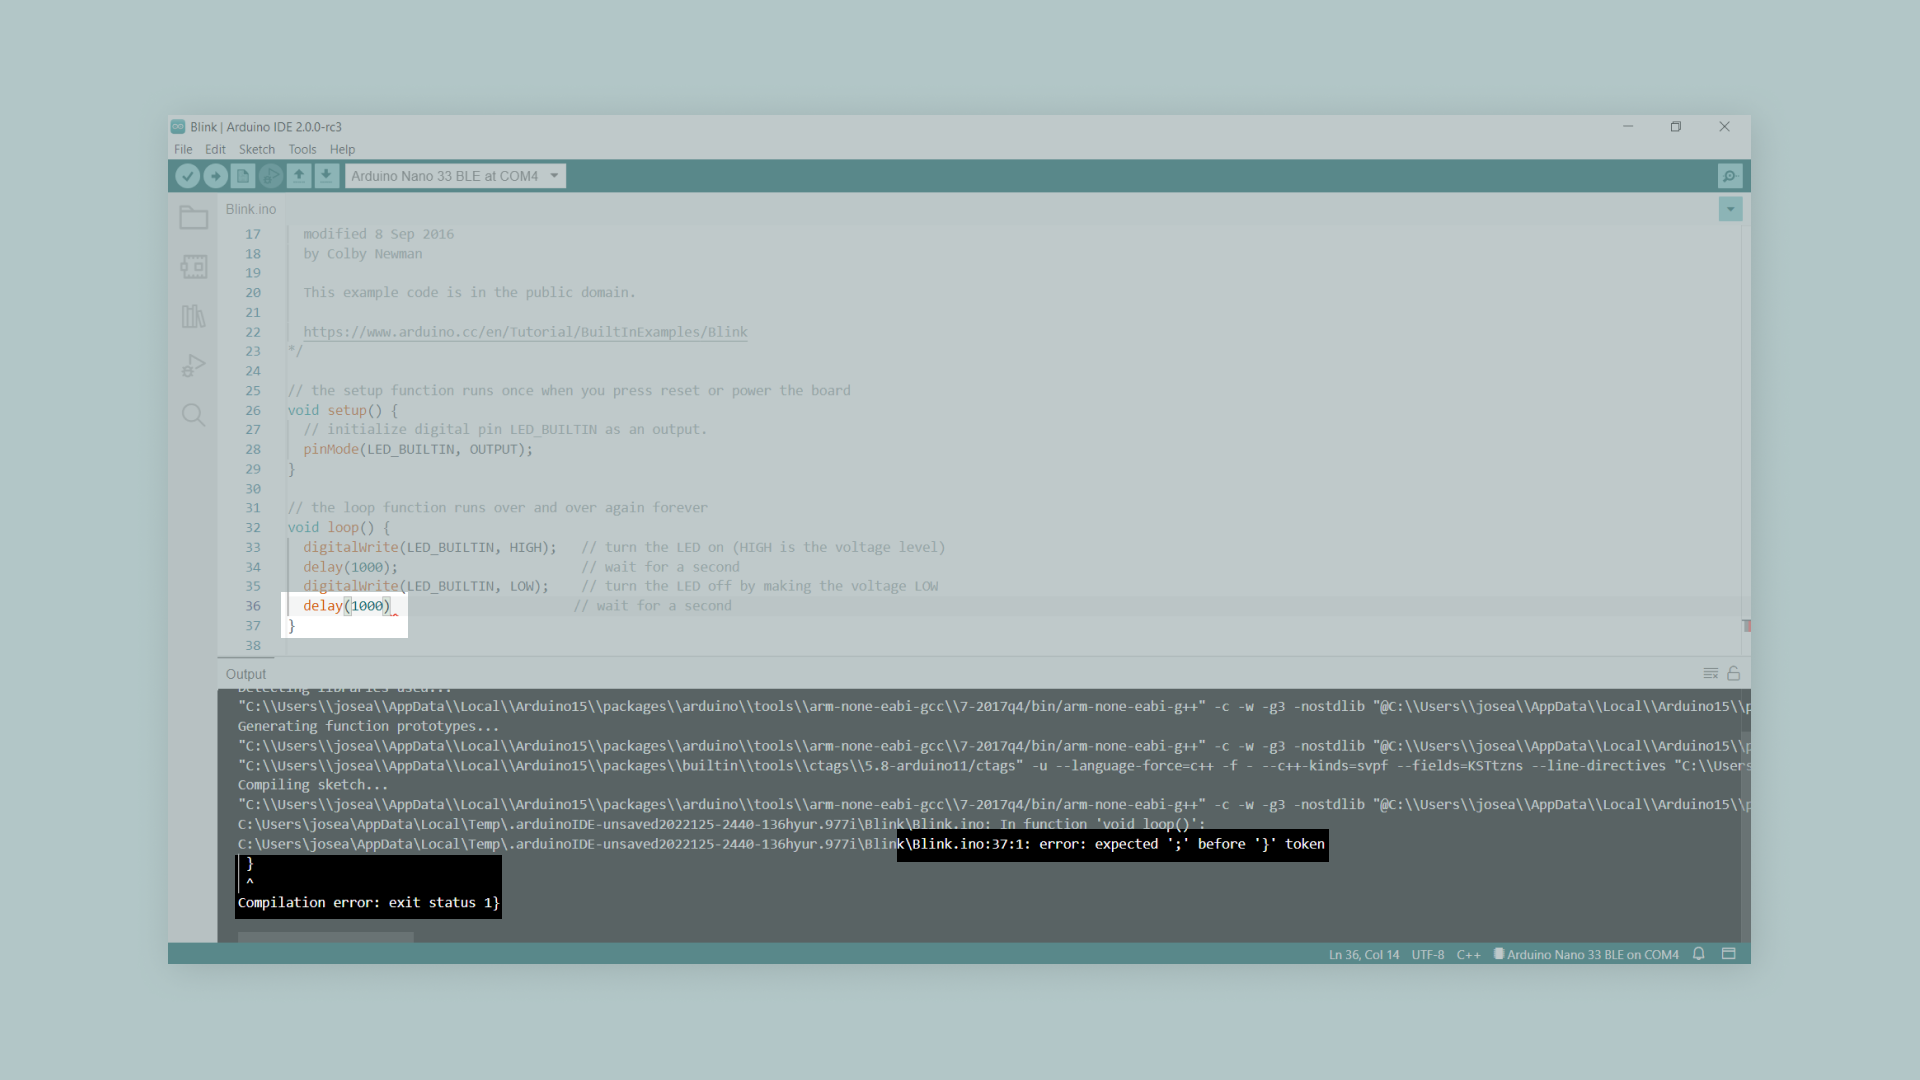 Blink | Arduino IDE 2.0.0-rc3
File Edit Sketch Tools Help
Arduino Nano 33 BLE at COM4
Blink.ino
17 modified 8 Sep 2016
18 by Colby Newman
19
20 This example code is in the public domain.
21
22 https://www.arduino.cc/en/Tutorial/BuiltInExamples/Blink
23 */
24
25 // the setup function runs once when you press reset or power the board
26 void setup() {
27 // initialize digital pin LED_BUILTIN as an output.
28 pinMode(LED_BUILTIN, OUTPUT);
29 }
30
31 // the loop function runs over and over again forever
32 void loop() {
33 digitalWrite(LED_BUILTIN, HIGH); // turn the LED on (HIGH is the voltage level)
34 delay(1000); // wait for a second
35 digitalWrite(LED_BUILTIN, LOW); // turn the LED off by making the voltage LOW
36 delay(1000) // wait for a second
37 }
38
Output
Detecting libraries used...
"C:\\Users\\josea\\AppData\\Local\\Arduino15\\packages\\arduino\\tools\\arm-none-eabi-gcc\\7-2017q4/bin/arm-none-eabi-g++" -c -w -g3 -nostdlib "@C:\\Users\\josea\\AppData\\Local\\Arduino15\\p
Generating function prototypes...
"C:\\Users\\josea\\AppData\\Local\\Arduino15\\packages\\arduino\\tools\\arm-none-eabi-gcc\\7-2017q4/bin/arm-none-eabi-g++" -c -w -g3 -nostdlib "@C:\\Users\\josea\\AppData\\Local\\Arduino15\\p
"C:\\Users\\josea\\AppData\\Local\\Arduino15\\packages\\builtin\\tools\\ctags\\5.8-arduino11/ctags" -u --language-force=c++ -f - --c++-kinds=svpf --fields=KSTtzns --line-directives "C:\\Users
Compiling sketch...
"C:\\Users\\josea\\AppData\\Local\\Arduino15\\packages\\arduino\\tools\\arm-none-eabi-gcc\\7-2017q4/bin/arm-none-eabi-g++" -c -w -g3 -nostdlib "@C:\\Users\\josea\\AppData\\Local\\Arduino15\\p
C:\Users\josea\AppData\Local\Temp\.arduinoIDE-unsaved2022125-2440-136hyur.977i\Blink\Blink.ino: In function 'void loop()':
C:\Users\josea\AppData\Local\Temp\.arduinoIDE-unsaved2022125-2440-136hyur.977i\Blink\Blink.ino:37:1: error: expected ';' before '}' token
}
^
Compilation error: exit status 1}
Ln 36, Col 14 UTF-8 C++ Arduino Nano 33 BLE on COM4